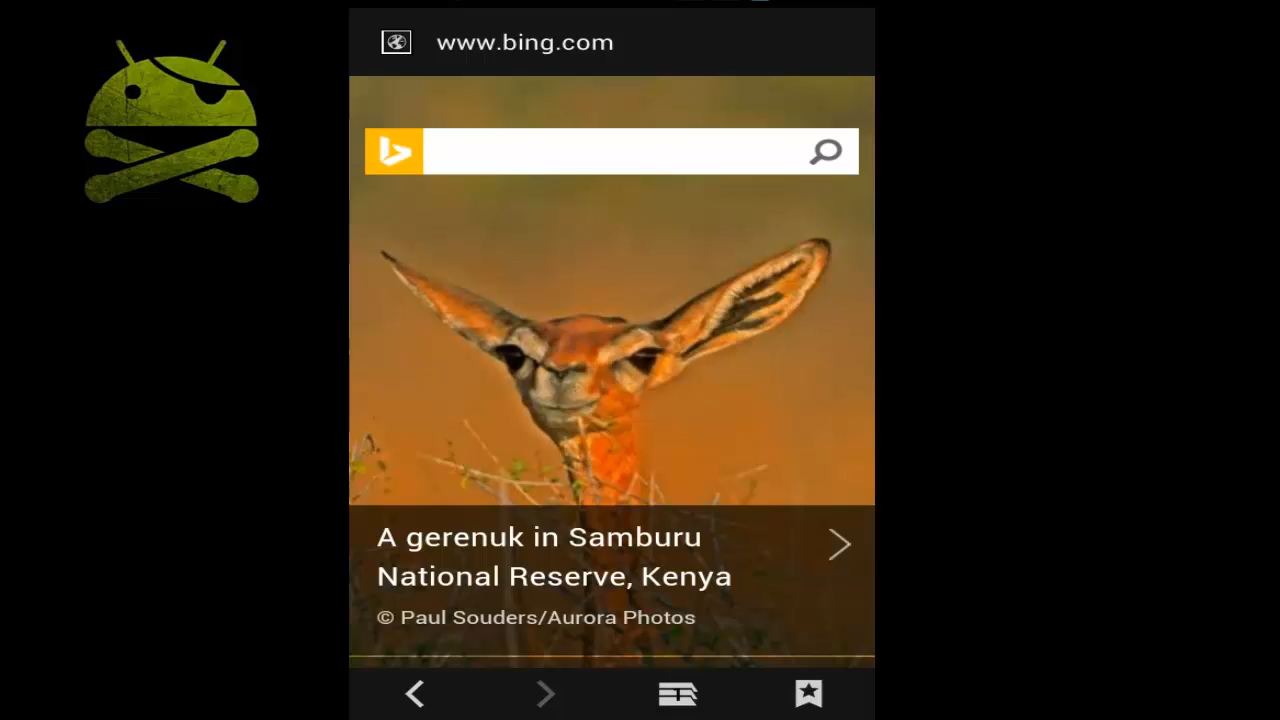 www.bing.com
A gerenuk in Samburu
National Reserve, Kenya
© Paul Souders/Aurora Photos